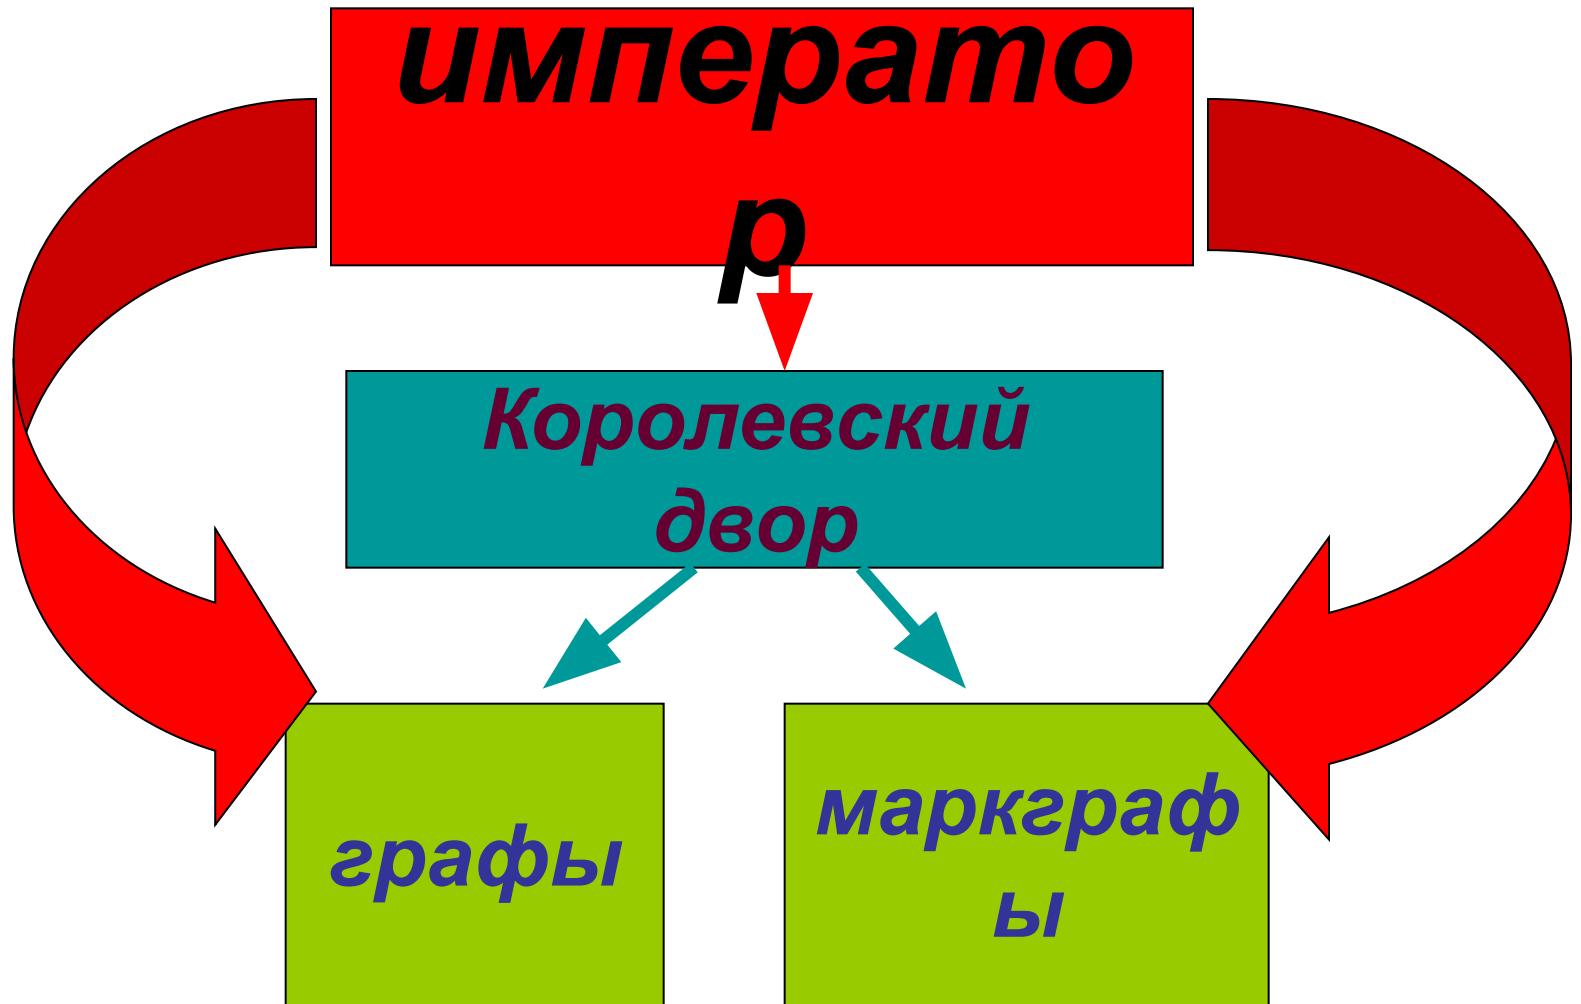 императо
р
Королевский
двор
графы
маркграф
ы